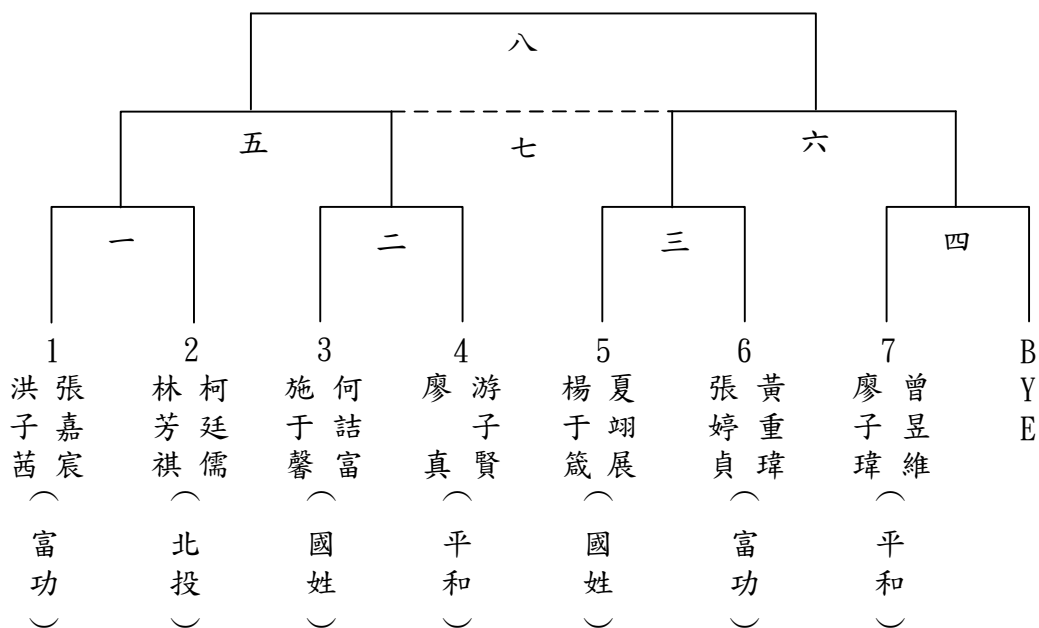 八
五
七
六
一
二
三
四
1
張嘉宸
洪子茜
（富功）
2
柯廷儒
林芳祺
（北投）
3
何詰富
施于馨
（國姓）
4
游子賢
廖　真
（平和）
5
夏翊展
楊于箴
（國姓）
6
黃重瑋
張婷貞
（富功）
7
曾昱維
廖子瑋
（平和）
BYE